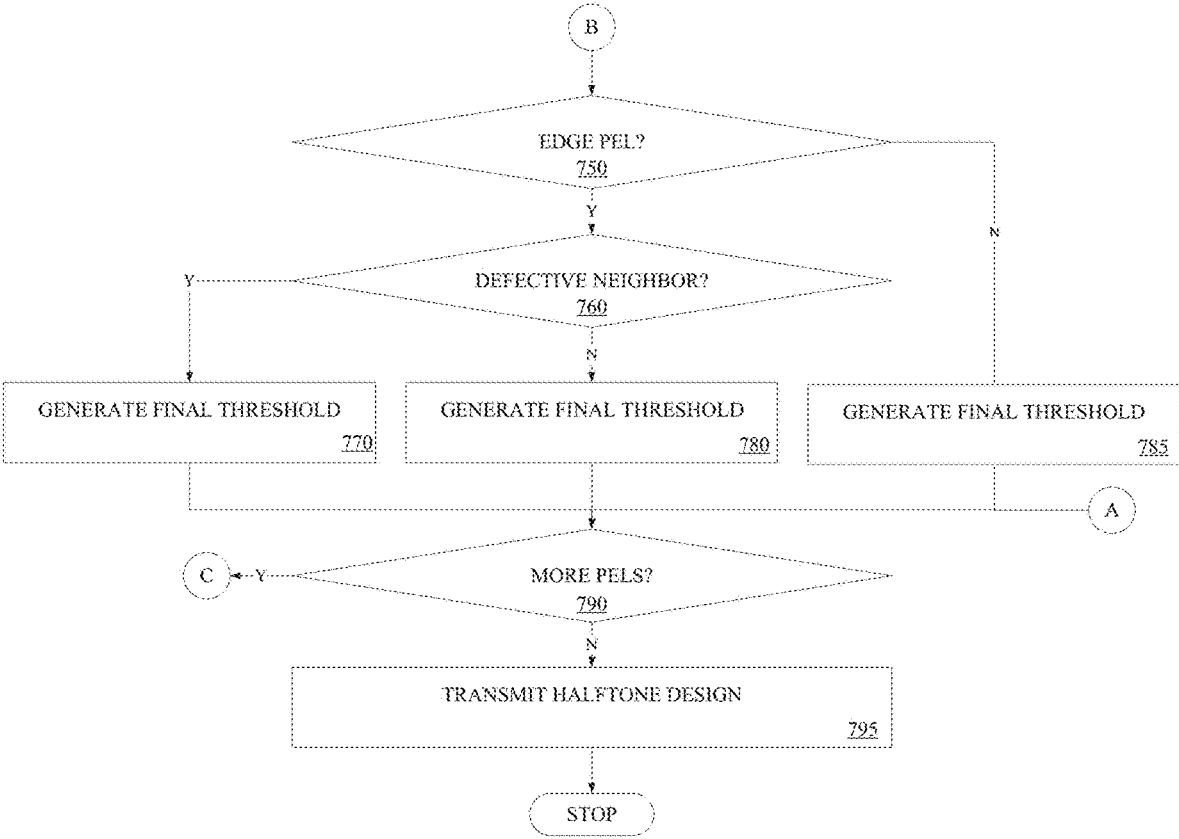 B
EDGE PEL?
750
Y
N
DEFECTIVE NEIGHBOR?
760
Y
N
GENERATE FINAL THRESHOLD
770
GENERATE FINAL THRESHOLD
780
GENERATE FINAL THRESHOLD
785
A
MORE PELS?
790
C
Y
N
TRANSMIT HALFTONE DESIGN
795
STOP